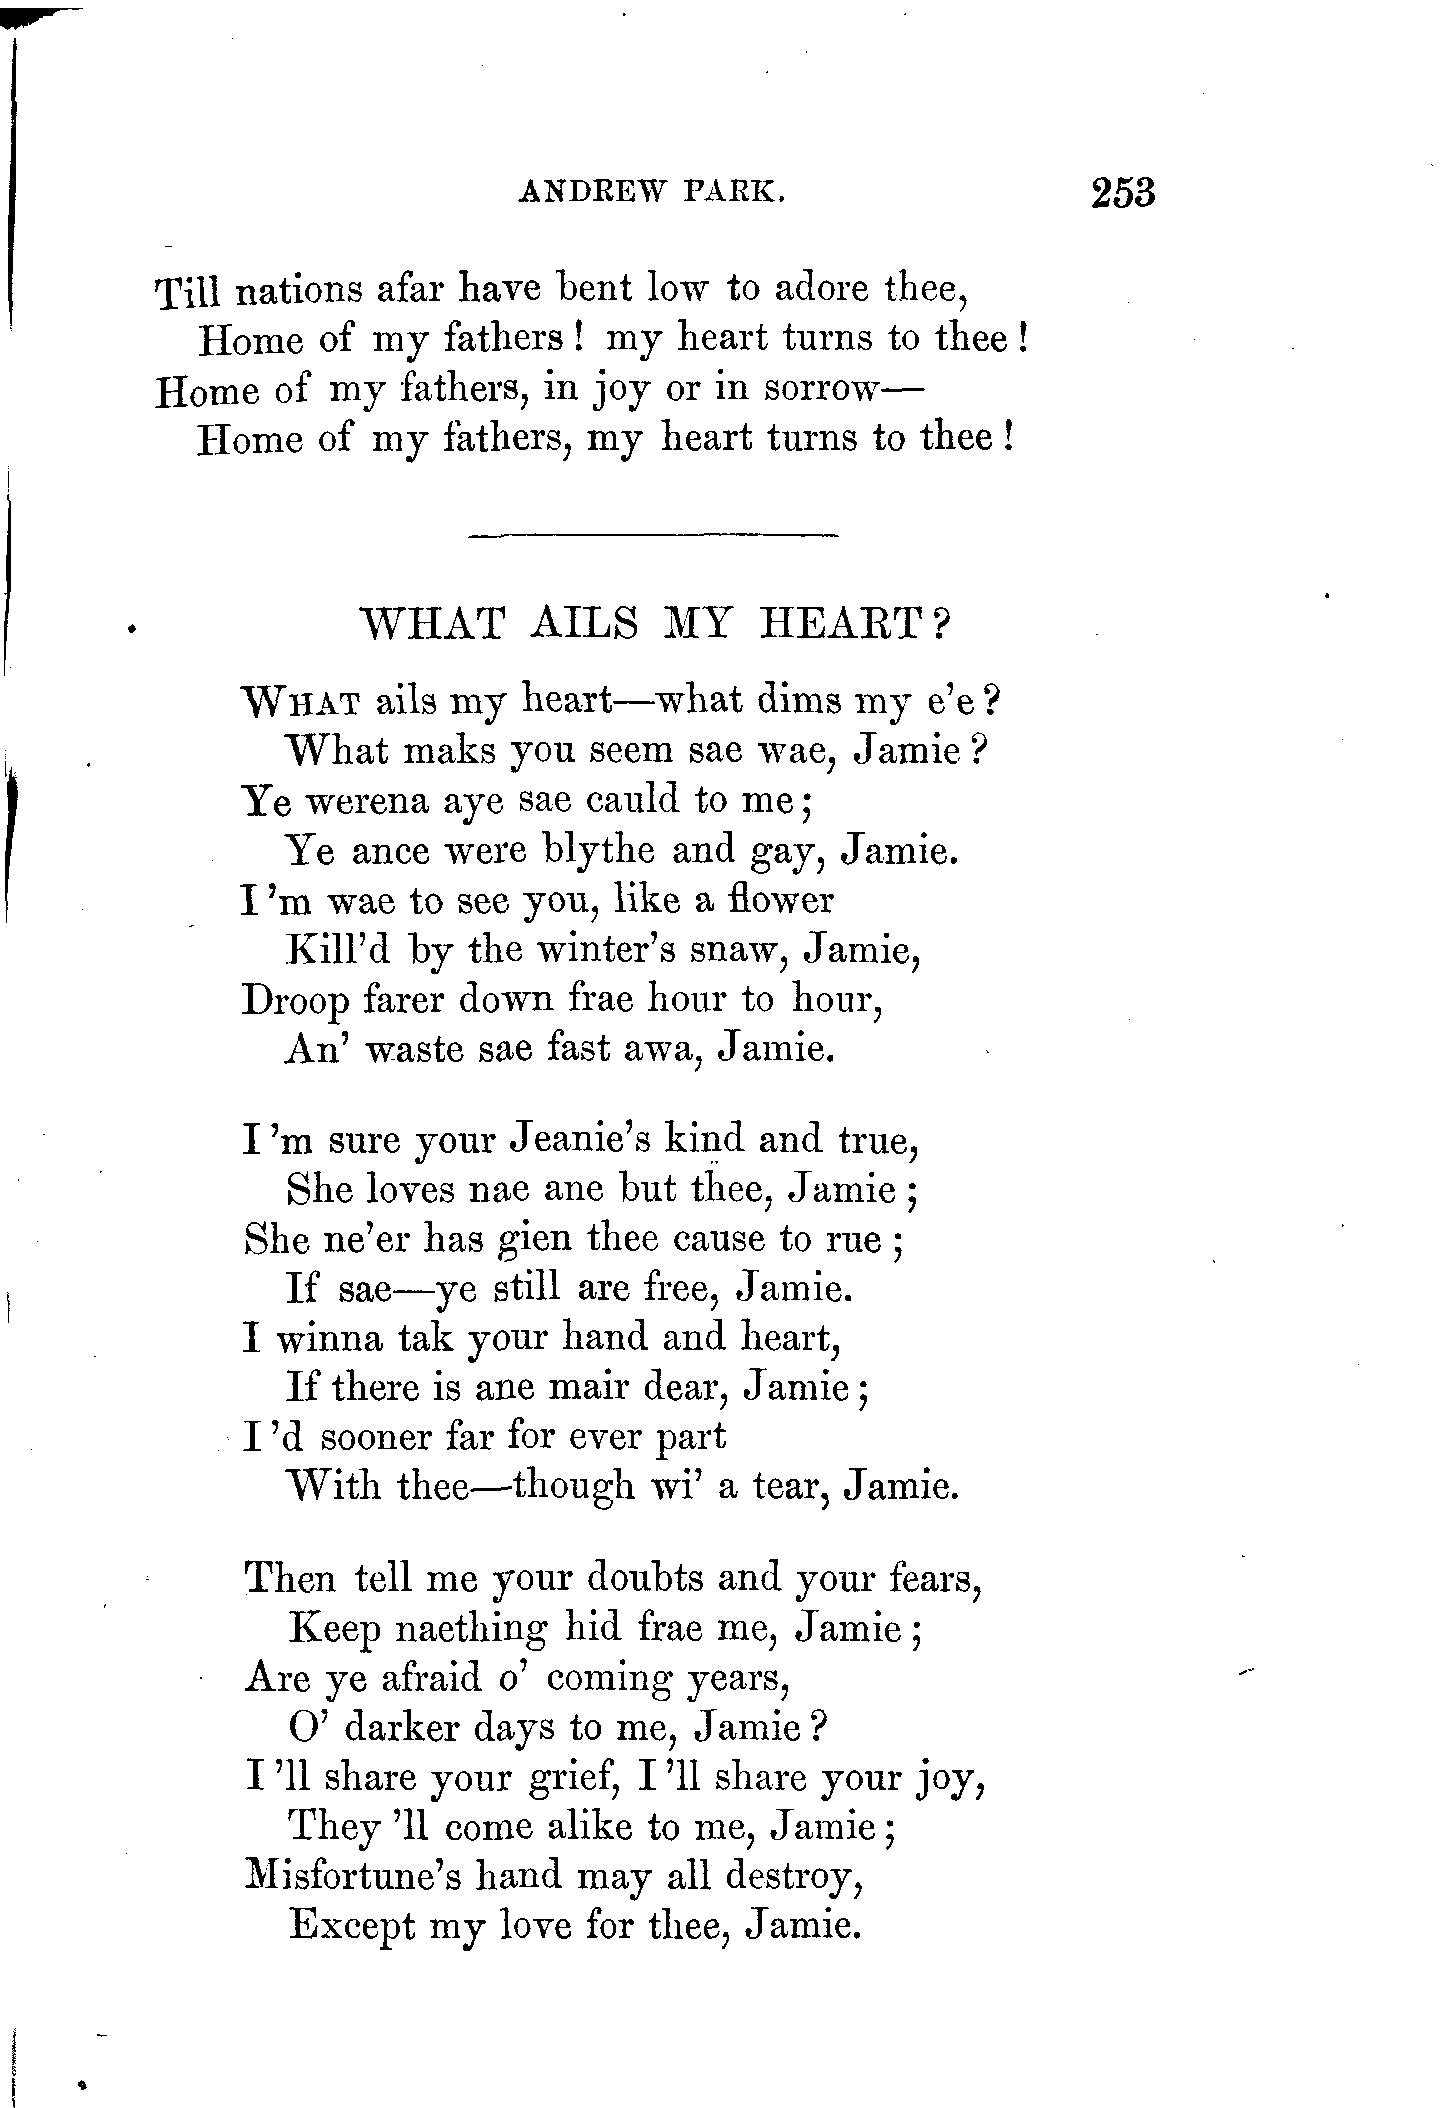 ANDREW PARK. 253
Till nations afar have bent low to adore thee,
Home of my fathers! my heart turns to thee!
Home of my fathers, in joy or in sorrow—
Home of my fathers, my heart turns to thee!
WHAT AILS MY HEART?
WHAT ails my heart—what dims my e'e?
What maks you seem sae wae, Jamie?
Ye werena aye sae cauld to me;
Ye ance were blythe and gay, Jamie.
I'm wae to see you, like a flower
Kill'd by the winter's snaw, Jamie,
Droop farer down frae hour to hour,
An' waste sae fast awa, Jamie.
I'm sure your Jeanie's kind and true,
She loves nae ane but thee, Jamie;
She ne'er has gien thee cause to rue;
If sae—ye still are free, Jamie.
I winna tak your hand and heart,
If there is ane mair dear, Jamie;
I'd sooner far for ever part
With thee—though wi' a tear, Jamie.
Then tell me your doubts and your fears,
Keep naething hid frae me, Jamie;
Are ye afraid o' coming years,
O' darker days to me, Jamie?
I'll share your grief, I'll share your joy,
They'll come alike to me, Jamie;
Misfortune's hand may all destroy,
Except my love for thee, Jamie.